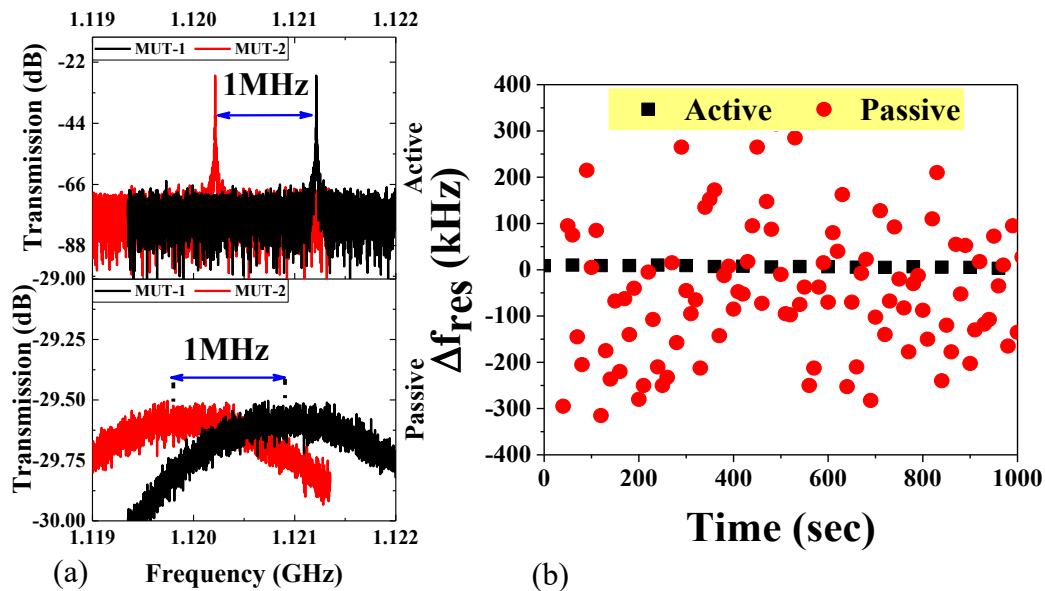 1.119 1.120 1.121 1.122
MUT-1 MUT-2
-22
-44
-66
-88
-29.00
Transmission (dB)
1MHz
Active
MUT-1 MUT-2
-29.25
-29.50
-29.75
-30.00
Transmission (dB)
1MHz
Passive
1.119 1.120 1.121 1.122
Frequency (GHz)
(a)
400
300
200
100
0
-100
-200
-300
-400
Δf_res (kHz)
Active Passive
0 200 400 600 800 1000
Time (sec)
(b)